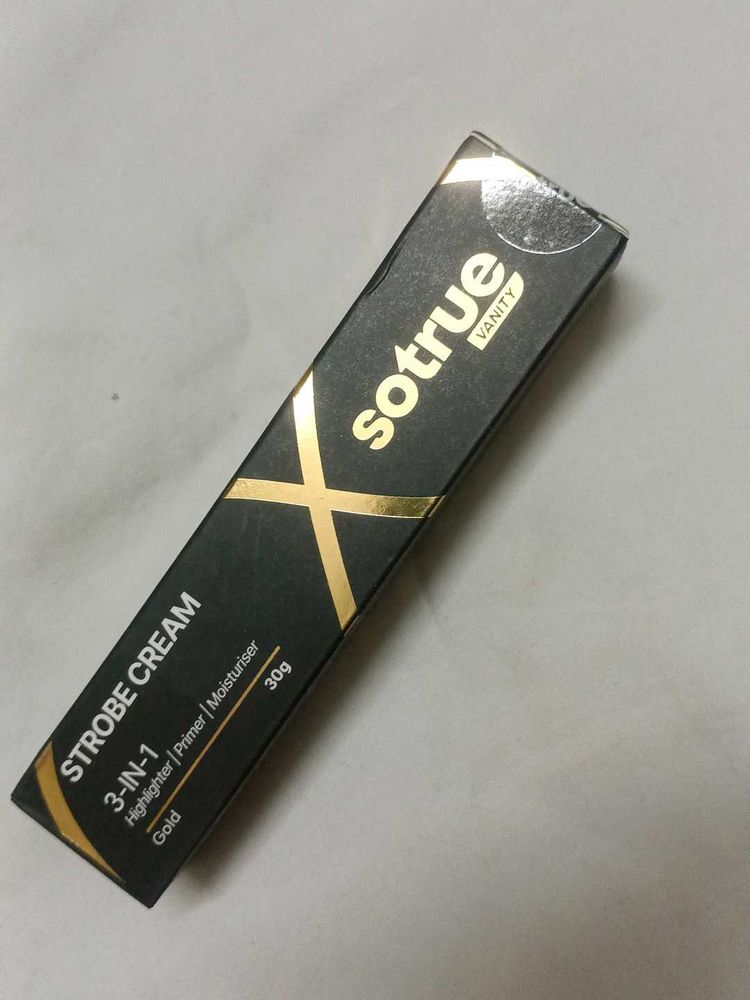 sotrue
VANITY
STROBE CREAM
3-IN-1
Highlighter | Primer | Moisturiser
30g
Gold